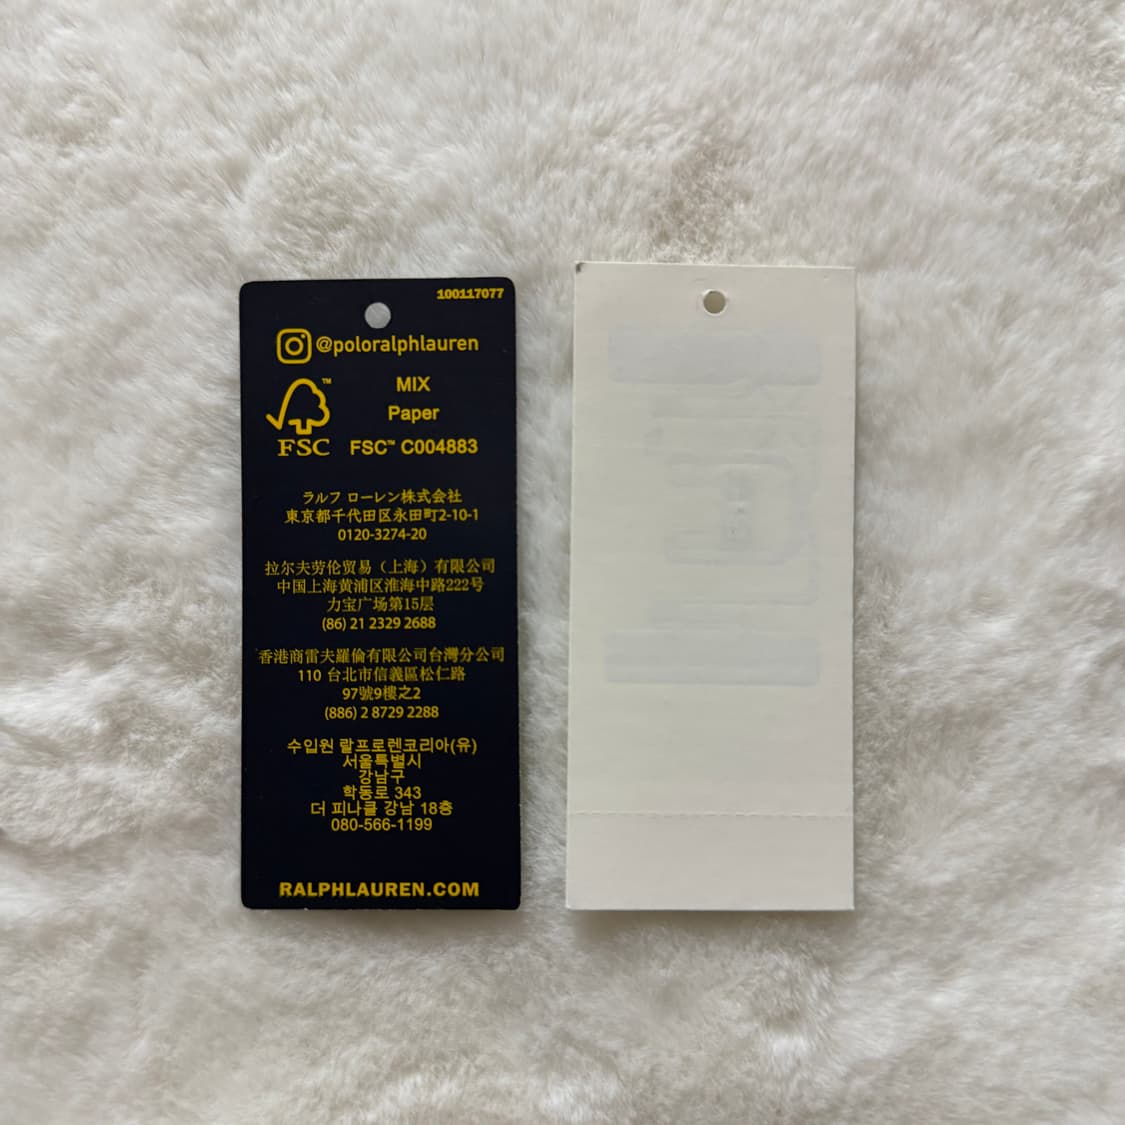 100117077
@poloralphlauren
™
MIX
Paper
FSC
FSC™ C004883
ラルフ ローレン株式会社
東京都千代田区永田町2-10-1
0120-3274-20
拉尔夫劳伦贸易（上海）有限公司
中国上海黄浦区淮海中路222号
力宝广场第15层
(86) 21 2329 2688
香港商雷夫羅倫有限公司台灣分公司
110 台北市信義區松仁路
97號9樓之2
(886) 2 8729 2288
수입원 랄프로렌코리아(유)
서울특별시
강남구
학동로 343
더 피나클 강남 18층
080-566-1199
RALPHLAUREN.COM